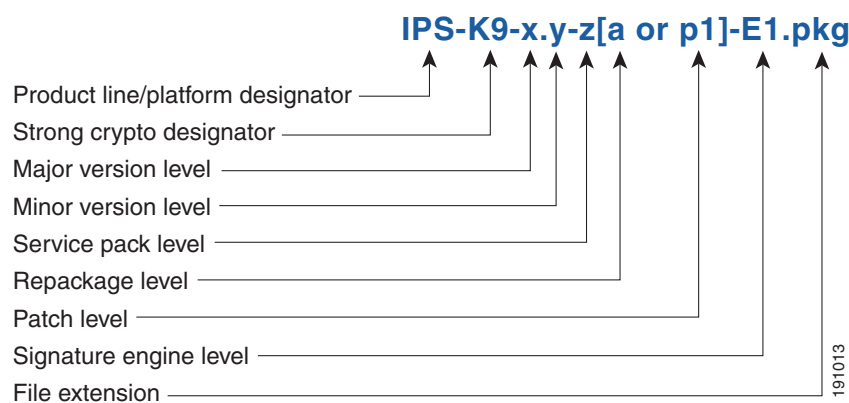 IPS-K9-x.y-z[a or p1]-E1.pkg
Product line/platform designator
Strong crypto designator
Major version level
Minor version level
Service pack level
Repackage level
Patch level
Signature engine level
File extension
191013